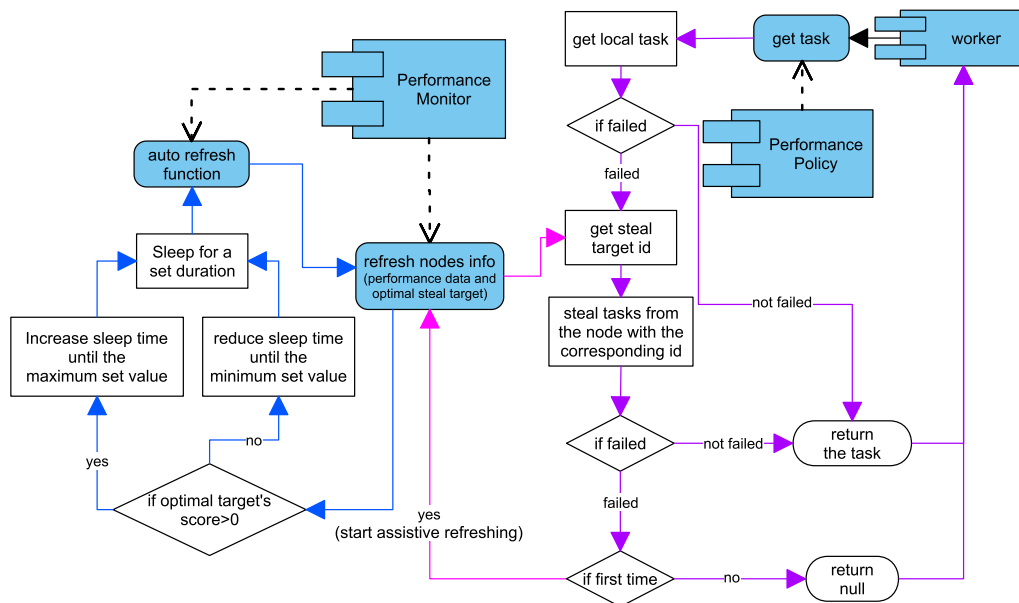 get local task
get task
worker
Performance
Monitor
if failed
Performance
Policy
auto refresh
function
failed
get steal
target id
Sleep for a
set duration
refresh nodes info
(performance data and
optimal steal target)
not failed
steal tasks from
the node with the
corresponding id
Increase sleep time
until the
maximum set value
reduce sleep time
until the
minimum set value
if failed
not failed
return
the task
no
yes
if optimal target's
score>0
failed
yes
(start assistive refreshing)
if first time
no
return
null